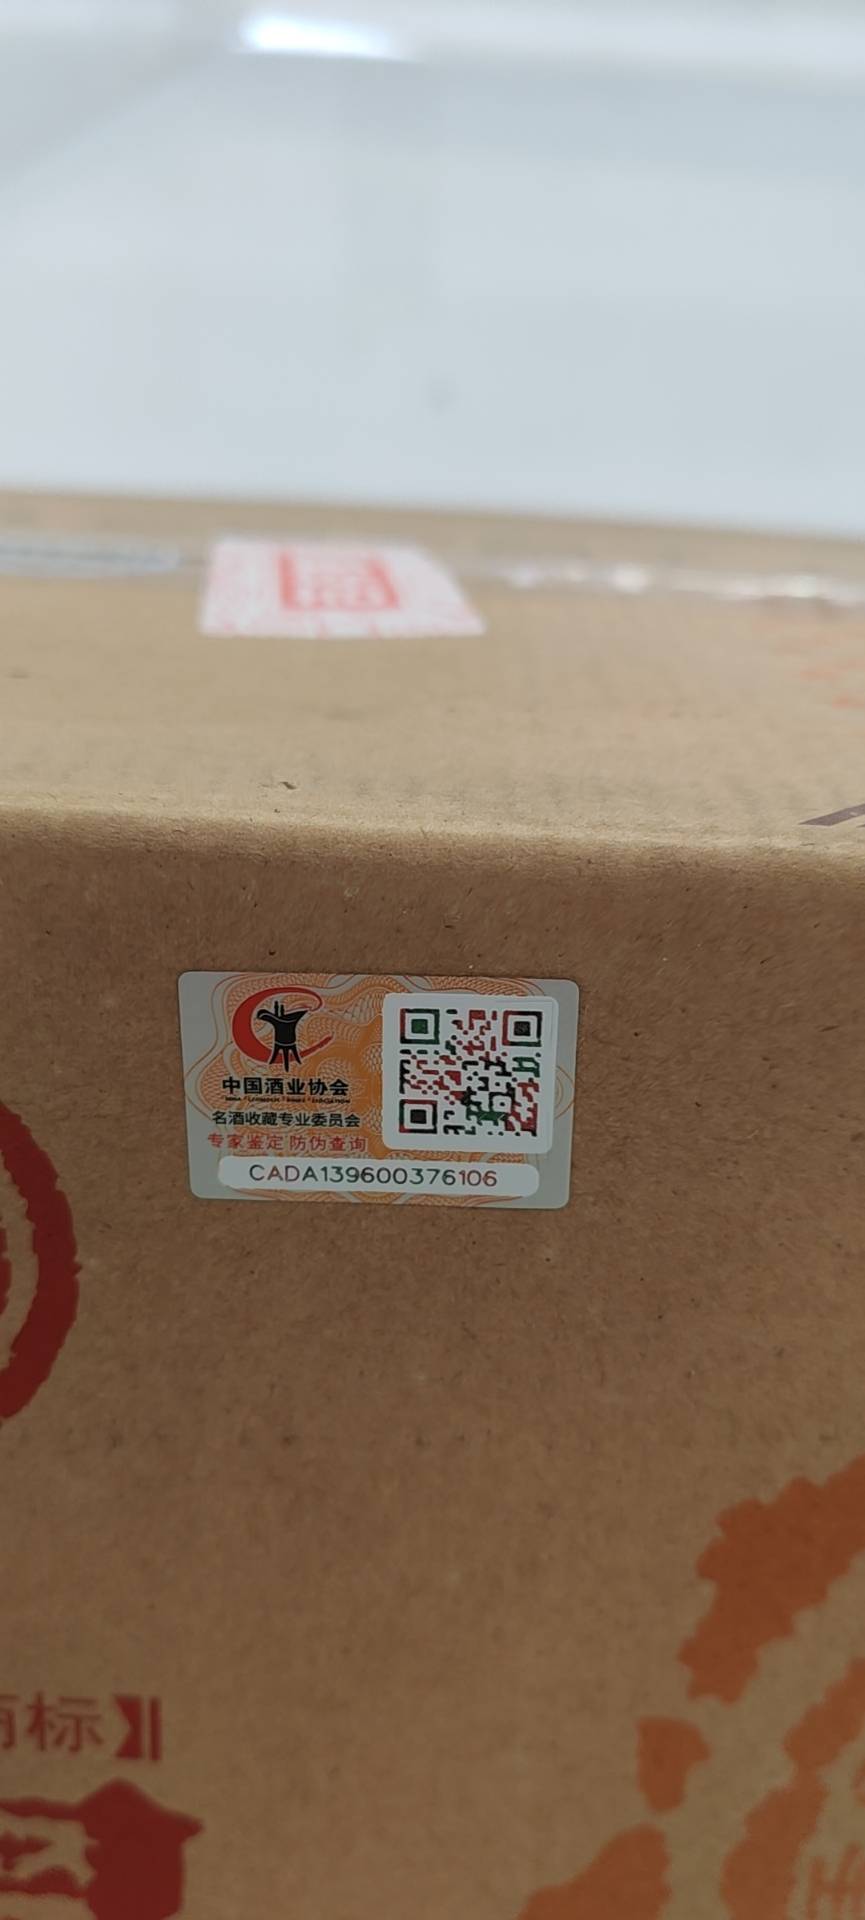 中国酒业协会
名酒收藏专业委员会
专家鉴定 防伪查询
CADA139600376106
标】